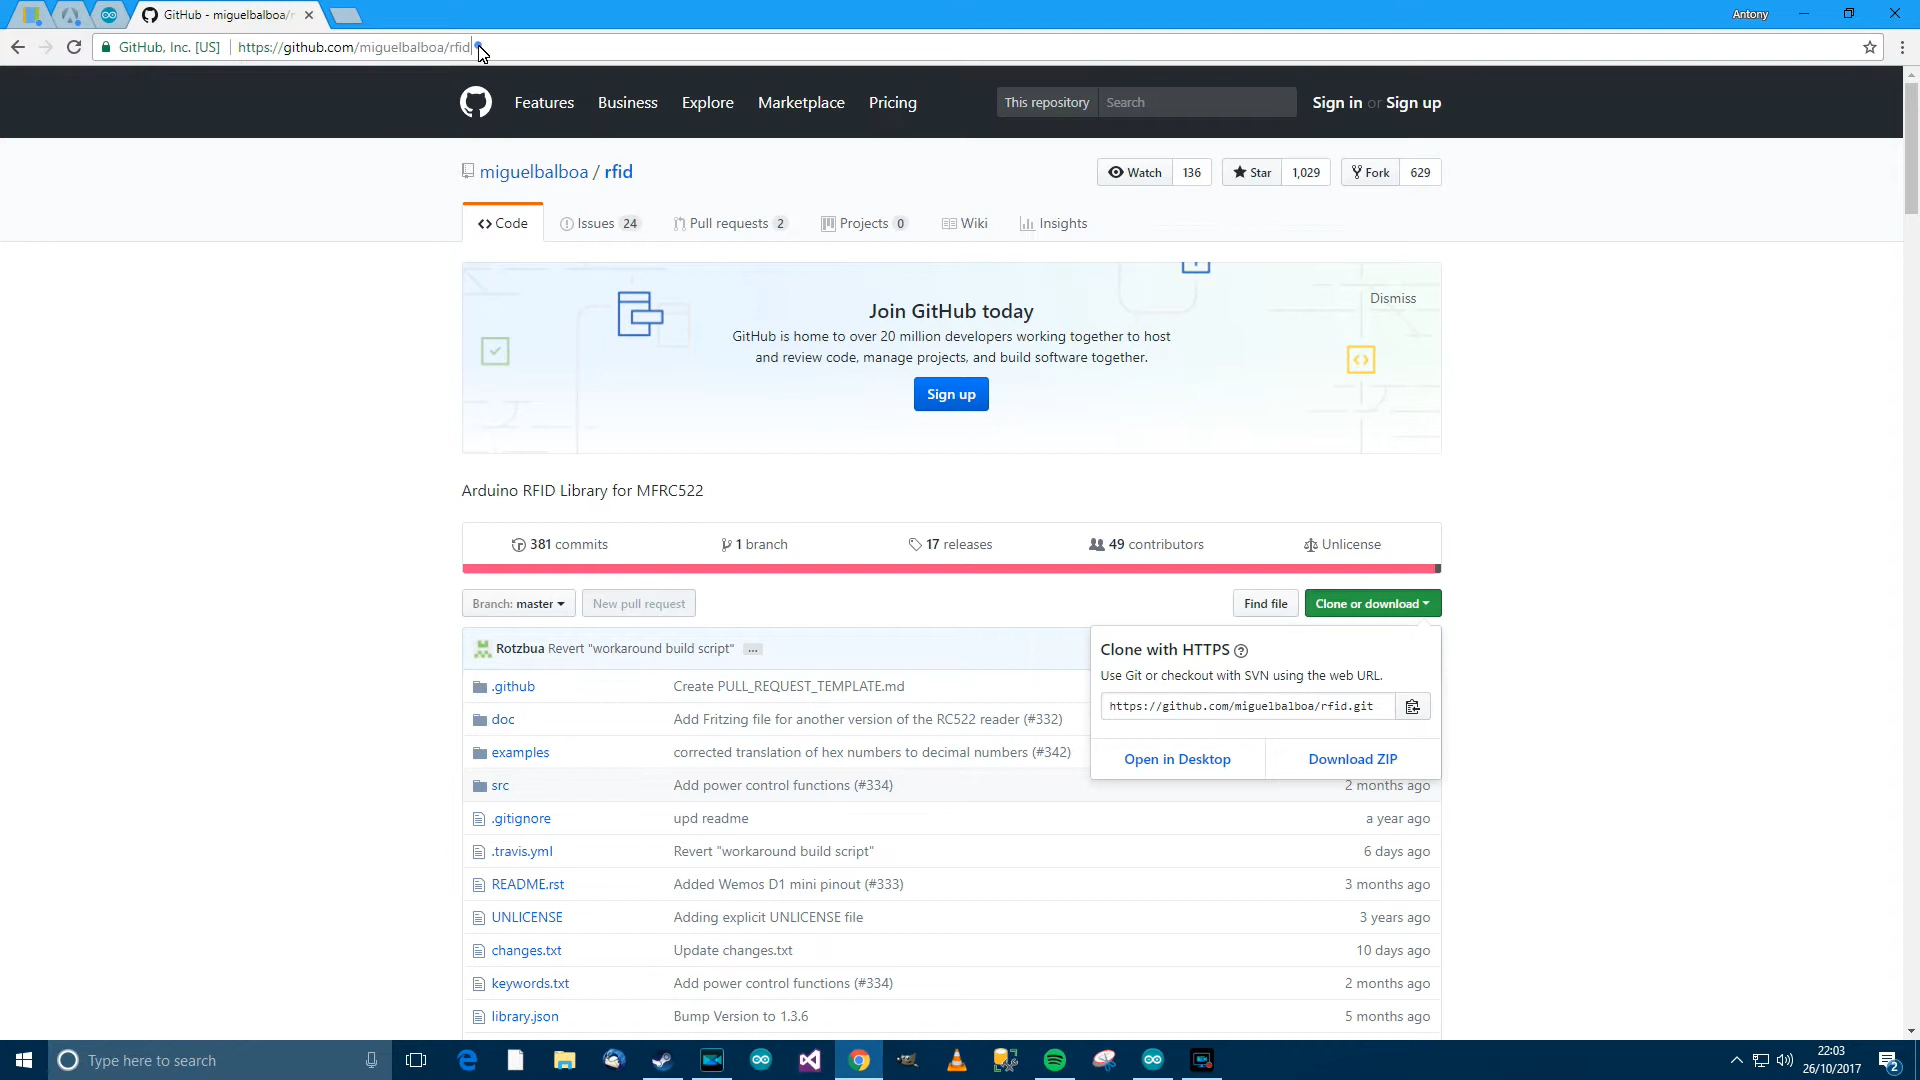 GitHub - miguelbalboa/r
Antony
GitHub, Inc. [US] https://github.com/miguelbalboa/rfid
Features Business Explore Marketplace Pricing This repository Search Sign in or Sign up
miguelbalboa / rfid Watch 136 Star 1,029 Fork 629
Code Issues 24 Pull requests 2 Projects 0 Wiki Insights
Join GitHub today
Dismiss
GitHub is home to over 20 million developers working together to host
and review code, manage projects, and build software together.
Sign up
Arduino RFID Library for MFRC522
381 commits 1 branch 17 releases 49 contributors Unlicense
Branch: master New pull request Find file Clone or download
Rotzbua Revert "workaround build script" ...
Clone with HTTPS
Use Git or checkout with SVN using the web URL.
https://github.com/miguelbalboa/rfid.git
Open in Desktop Download ZIP
.github Create PULL_REQUEST_TEMPLATE.md
doc Add Fritzing file for another version of the RC522 reader (#332)
examples corrected translation of hex numbers to decimal numbers (#342)
src Add power control functions (#334) 2 months ago
.gitignore upd readme a year ago
.travis.yml Revert "workaround build script" 6 days ago
README.rst Added Wemos D1 mini pinout (#333) 3 months ago
UNLICENSE Adding explicit UNLICENSE file 3 years ago
changes.txt Update changes.txt 10 days ago
keywords.txt Add power control functions (#334) 2 months ago
library.json Bump Version to 1.3.6 5 months ago
Type here to search
22:03
26/10/2017
2